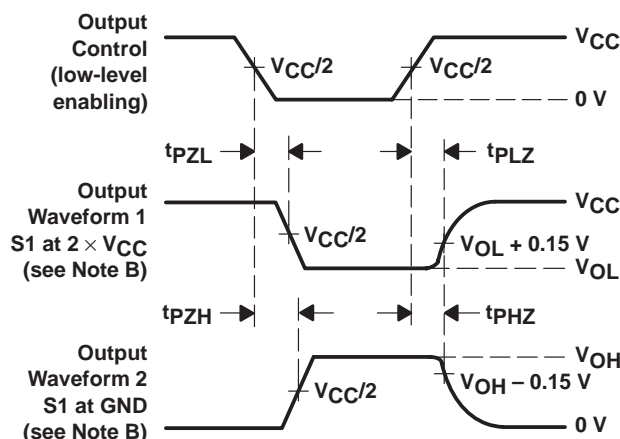 Output
Control
(low-level
enabling)
VCC/2
VCC/2
VCC
0 V
tPZL
tPLZ
Output
Waveform 1
S1 at 2 × VCC
(see Note B)
VCC/2
VCC
VOL + 0.15 V
VOL
tPZH
tPHZ
Output
Waveform 2
S1 at GND
(see Note B)
VCC/2
VOH
VOH – 0.15 V
0 V